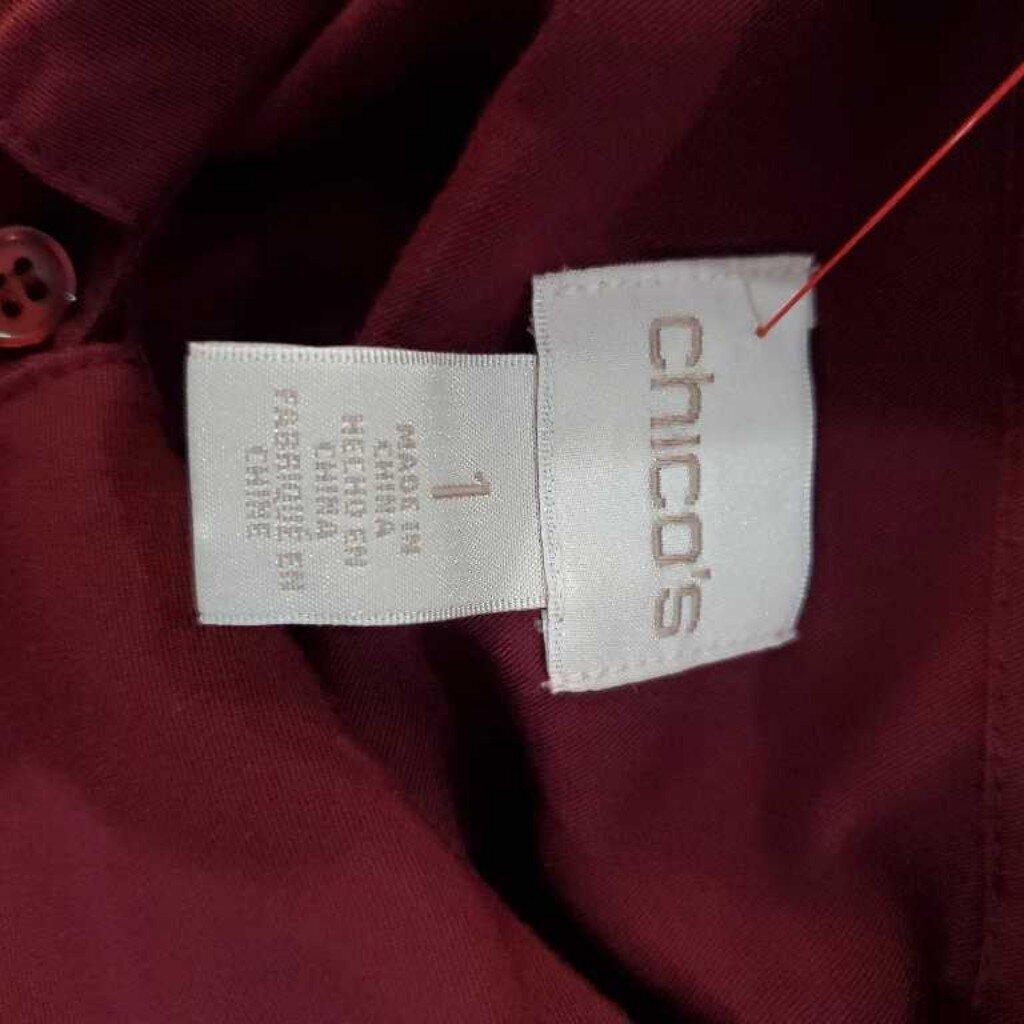 chico's
1
MADE IN
CHINA
HECHO EN
CHINA
FABRIQUÉ EN
CHINE